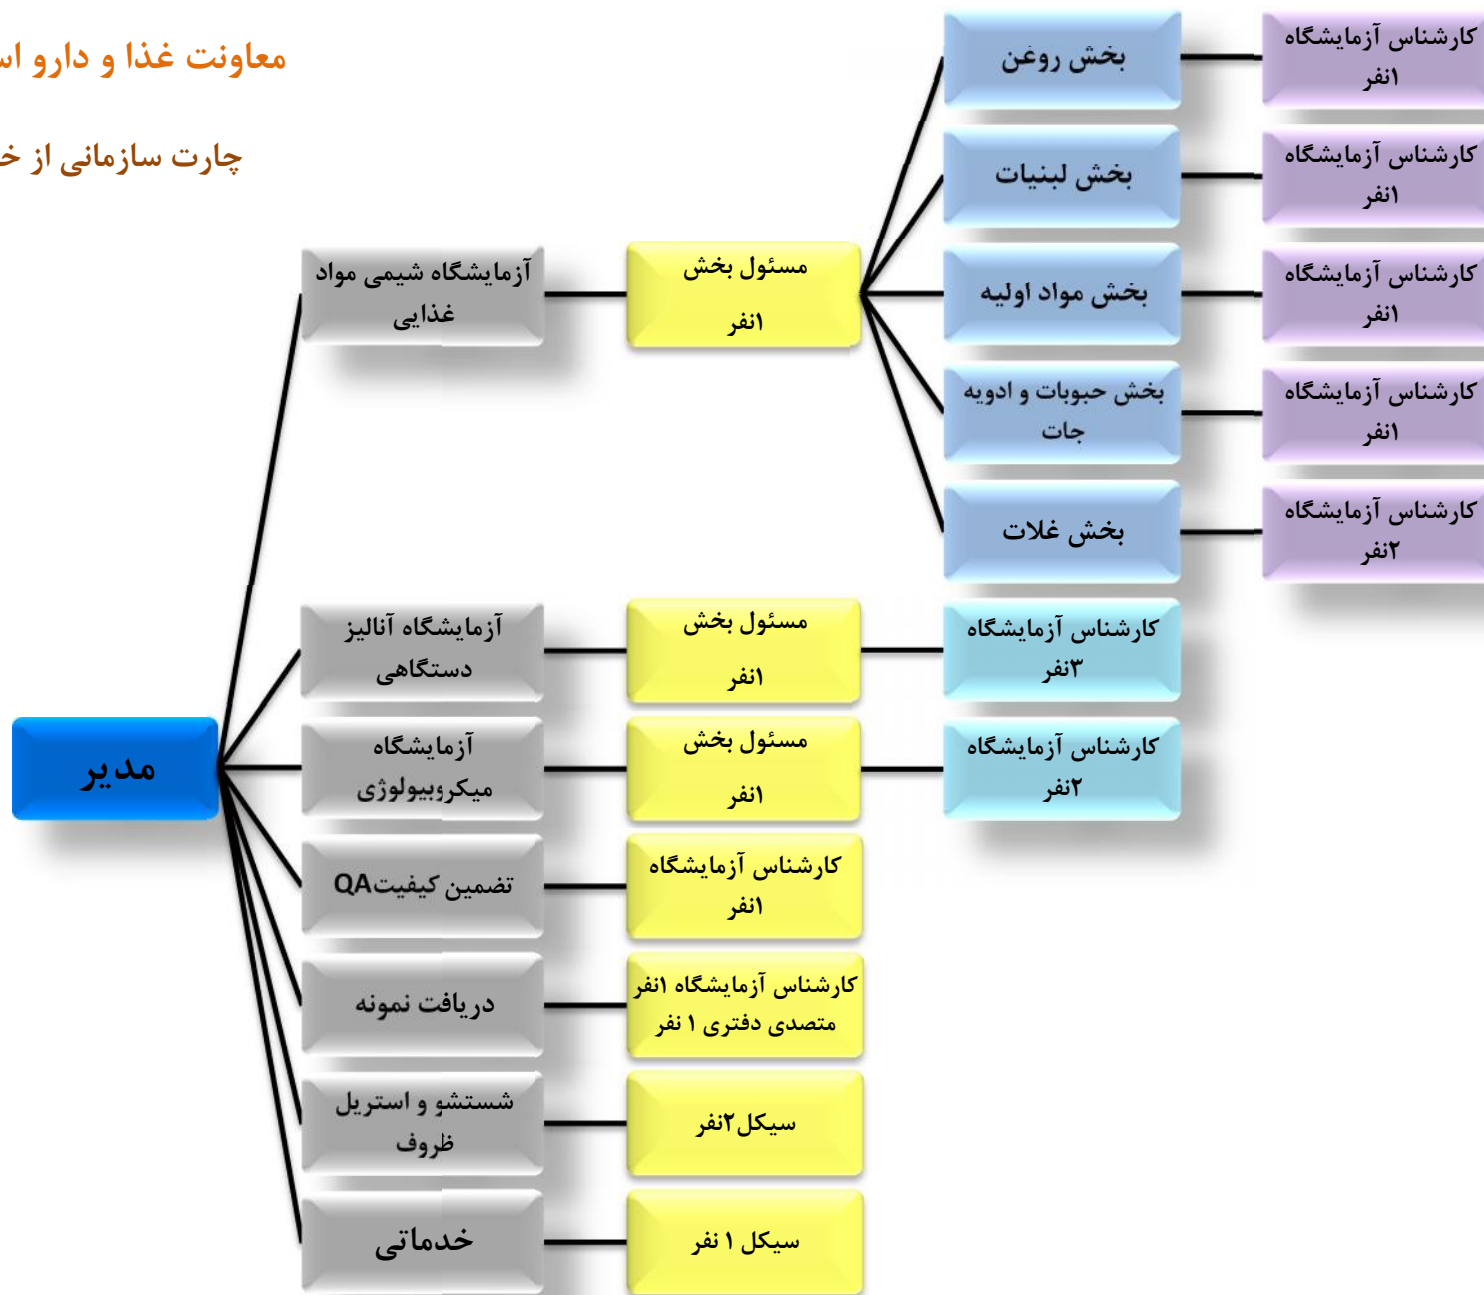 معاونت غذا و دارو
چارت سازمانی از
بخش روغن
کارشناس آزمایشگاه
۱نفر
بخش لبنیات
کارشناس آزمایشگاه
۱نفر
آزمایشگاه شیمی مواد
غذایی
مسئول بخش
۱نفر
بخش مواد اولیه
کارشناس آزمایشگاه
۱نفر
بخش حبوبات و ادویه
جات
کارشناس آزمایشگاه
۱نفر
بخش غلات
کارشناس آزمایشگاه
۲نفر
مدیر
آزمایشگاه آنالیز
دستگاهی
مسئول بخش
۱نفر
کارشناس آزمایشگاه
۳نفر
آزمایشگاه
میکروبیولوژی
مسئول بخش
۱نفر
کارشناس آزمایشگاه
۲نفر
تضمین کیفیتQA
کارشناس آزمایشگاه
۱نفر
دریافت نمونه
کارشناس آزمایشگاه ۱نفر
متصدی دفتری ۱ نفر
شستشو و استریل
ظروف
سیکل۲نفر
خدماتی
سیکل ۱ نفر